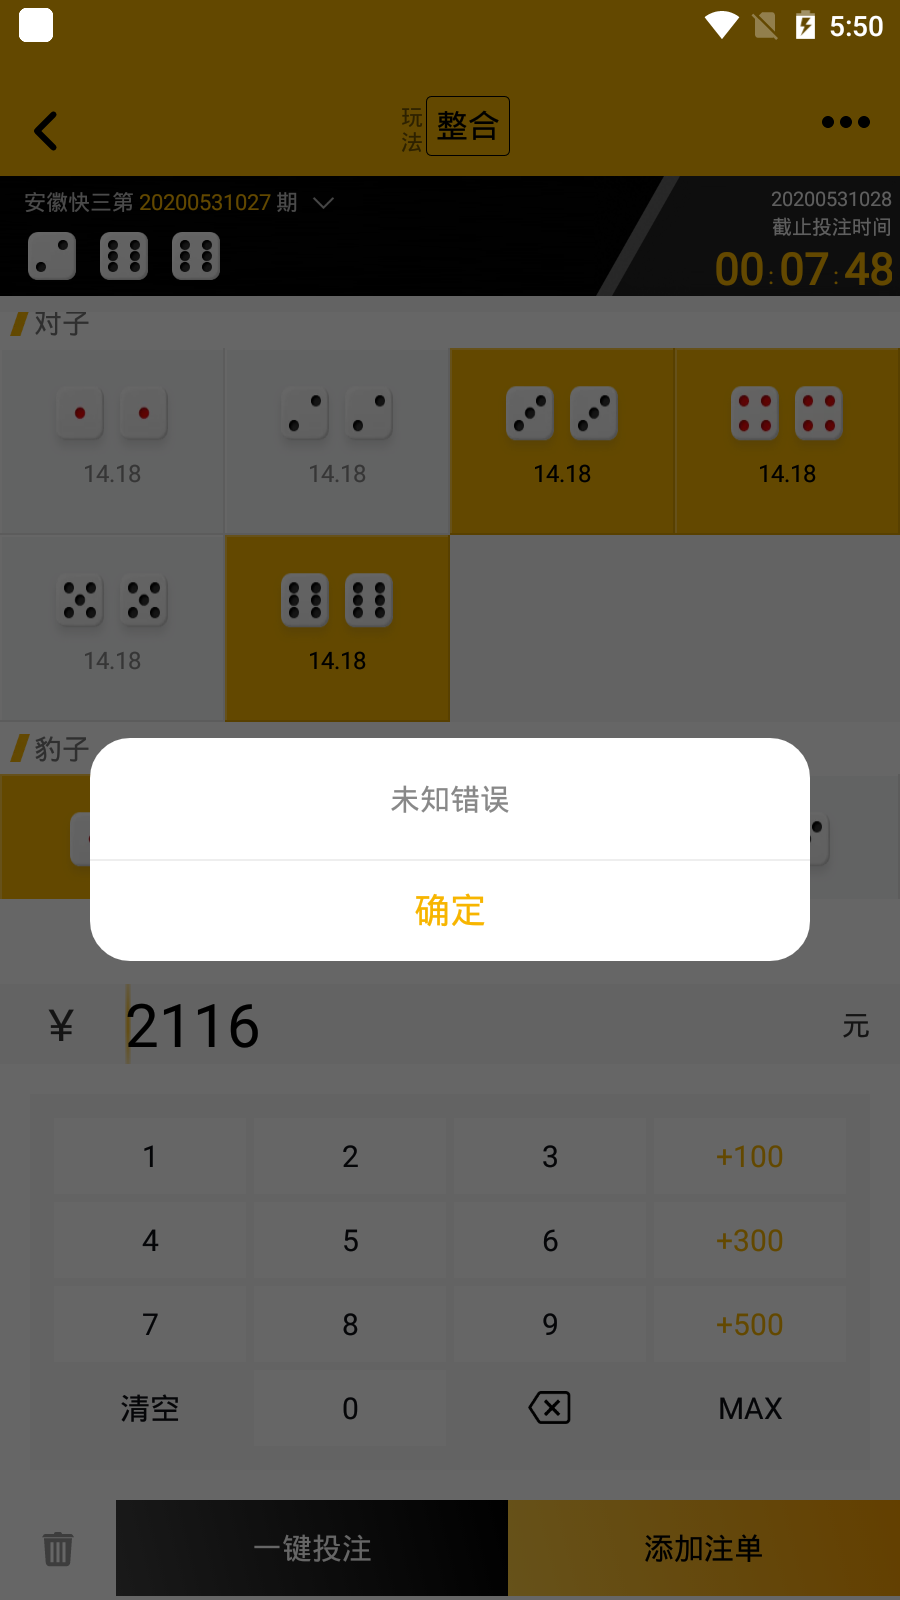 5:50
玩法
整合
安徽快三第 20200531027 期
20200531028
截止投注时间
00:07:48
对子
14.18
14.18
14.18
14.18
14.18
14.18
豹子
未知错误
确定
¥ 2116 元
1 2 3 +100
4 5 6 +300
7 8 9 +500
清空 0 MAX
一键投注
添加注单